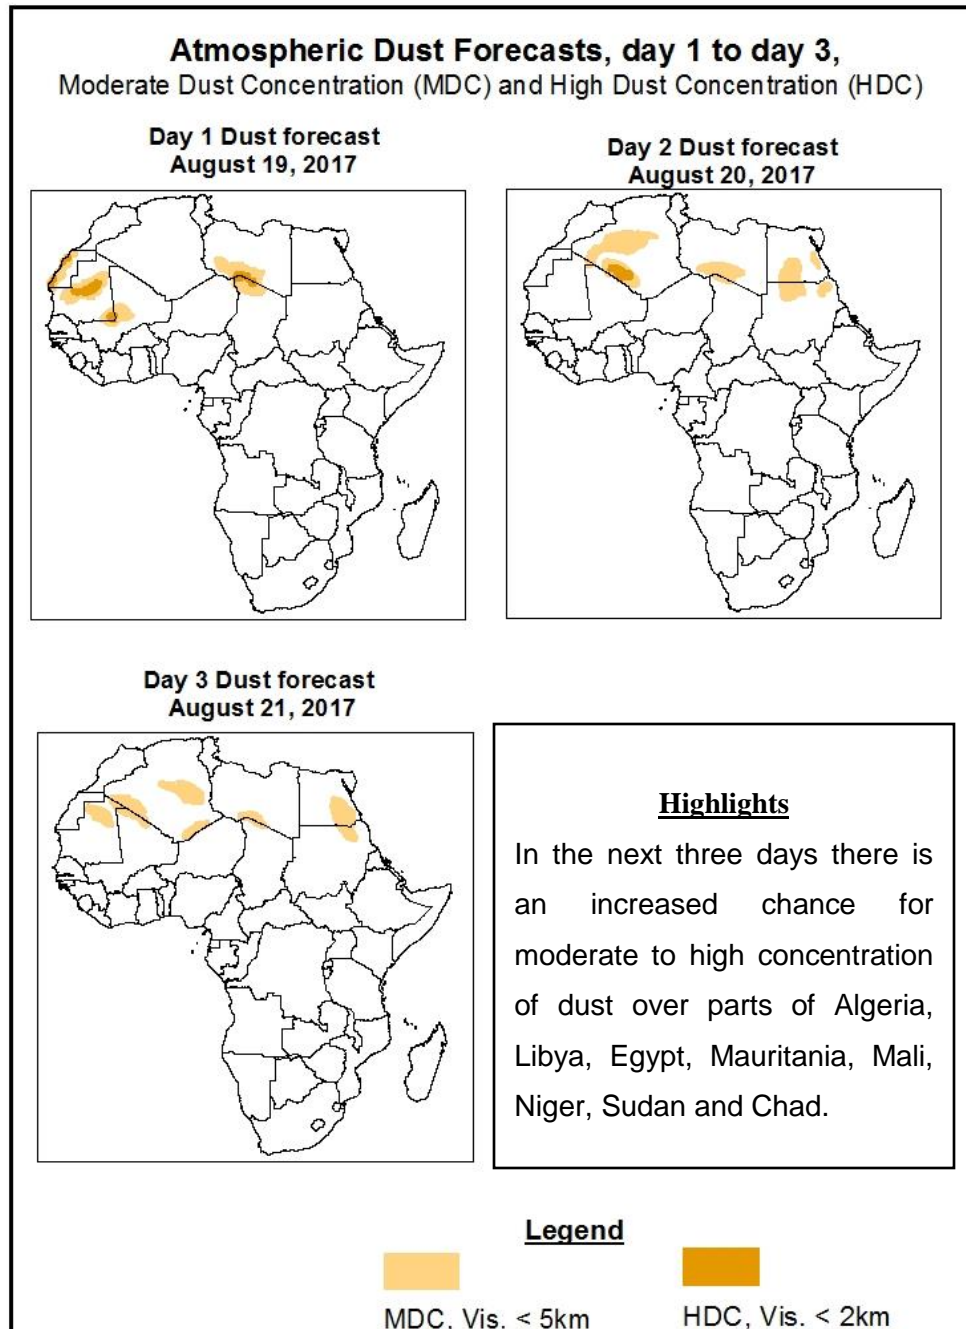 Atmospheric Dust Forecasts, day 1 to day 3,
Moderate Dust Concentration (MDC) and High Dust Concentration (HDC)
Day 1 Dust forecast
August 19, 2017
Day 2 Dust forecast
August 20, 2017
Day 3 Dust forecast
August 21, 2017
Highlights
In the next three days there is
an increased chance for
moderate to high concentration
of dust over parts of Algeria,
Libya, Egypt, Mauritania, Mali,
Niger, Sudan and Chad.
Legend
MDC, Vis. < 5km
HDC, Vis. < 2km